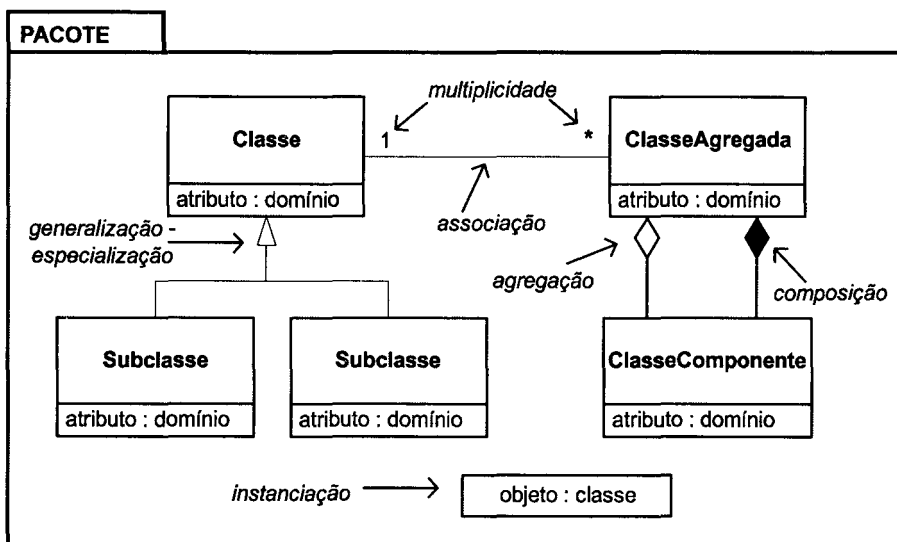 PACOTE
multiplicidade
Classe
1
*
ClasseAgregada
atributo : domínio
atributo : domínio
associação
generalização -
especialização
agregação
composição
Subclasse
Subclasse
ClasseComponente
atributo : domínio
atributo : domínio
atributo : domínio
instanciação
objeto : classe